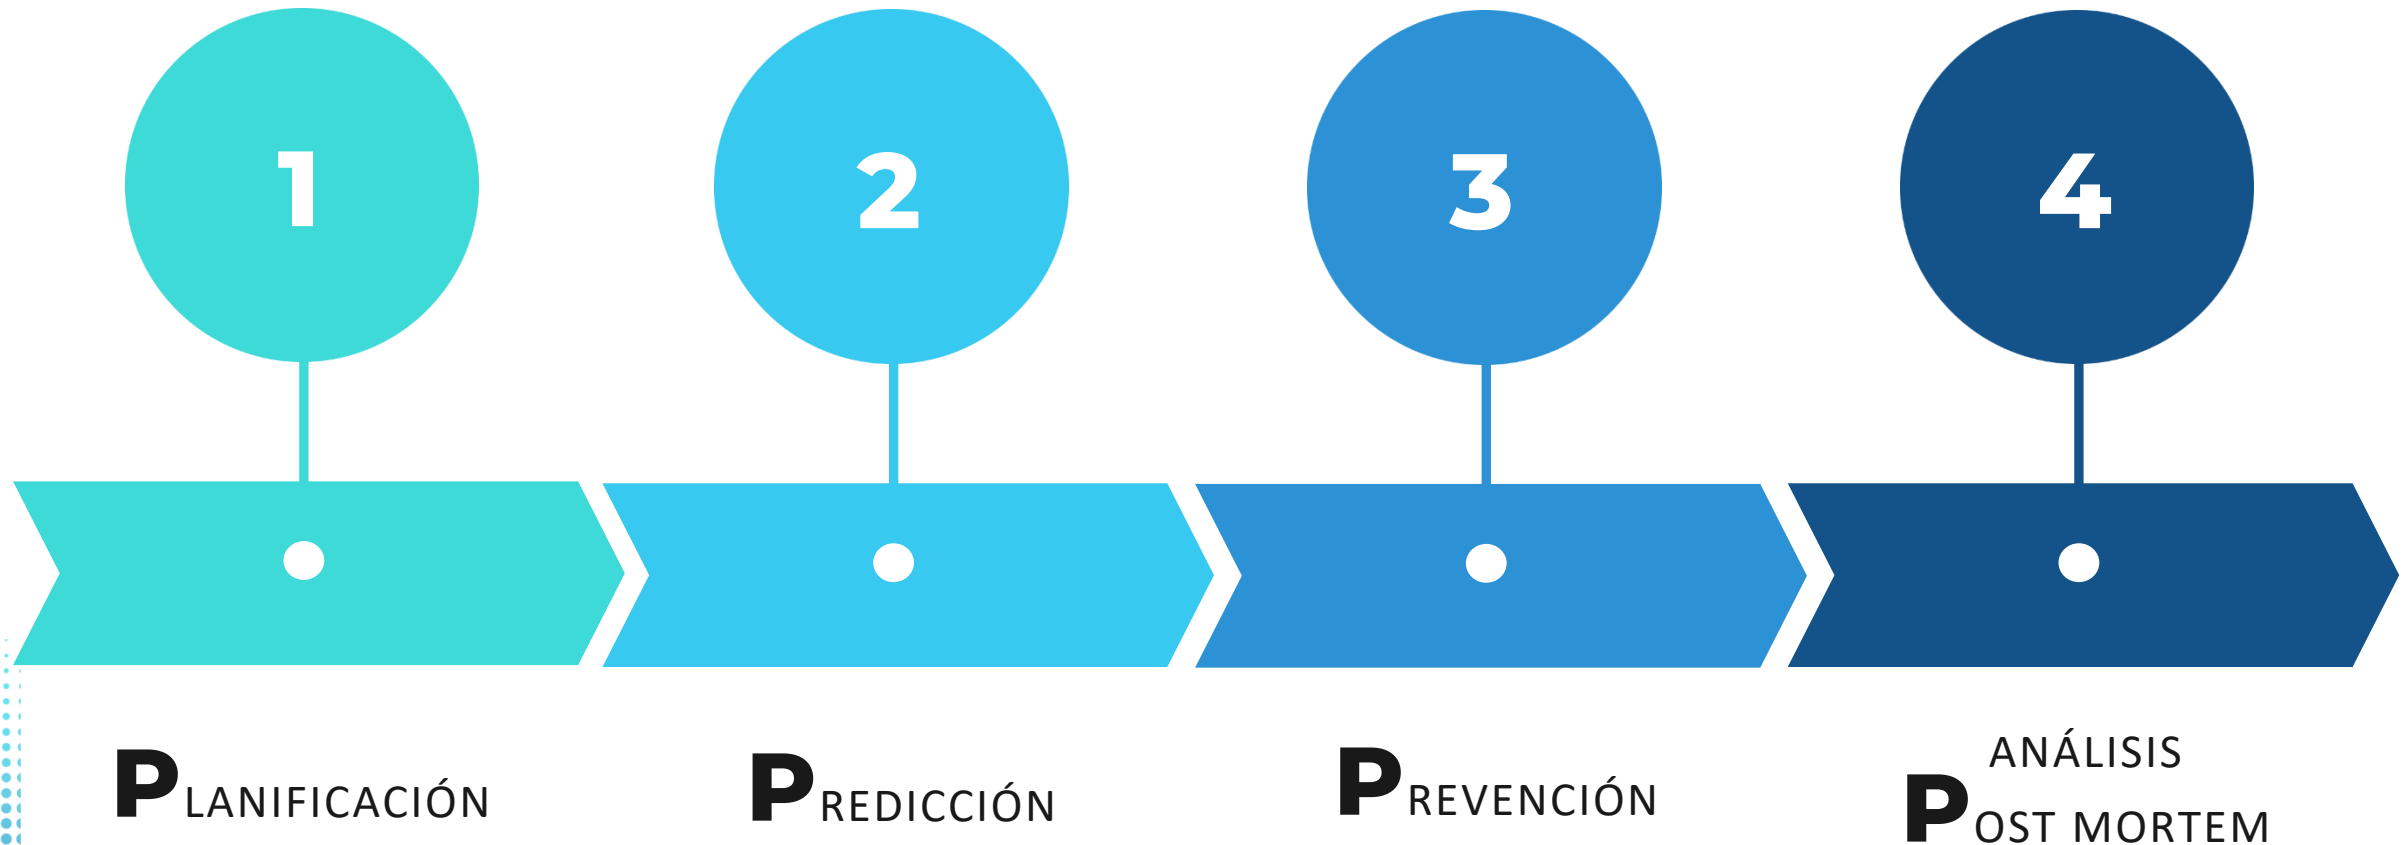 1
2
3
4
PLANIFICACIÓN
PREDICCIÓN
PREVENCIÓN
ANÁLISIS
POST MORTEM